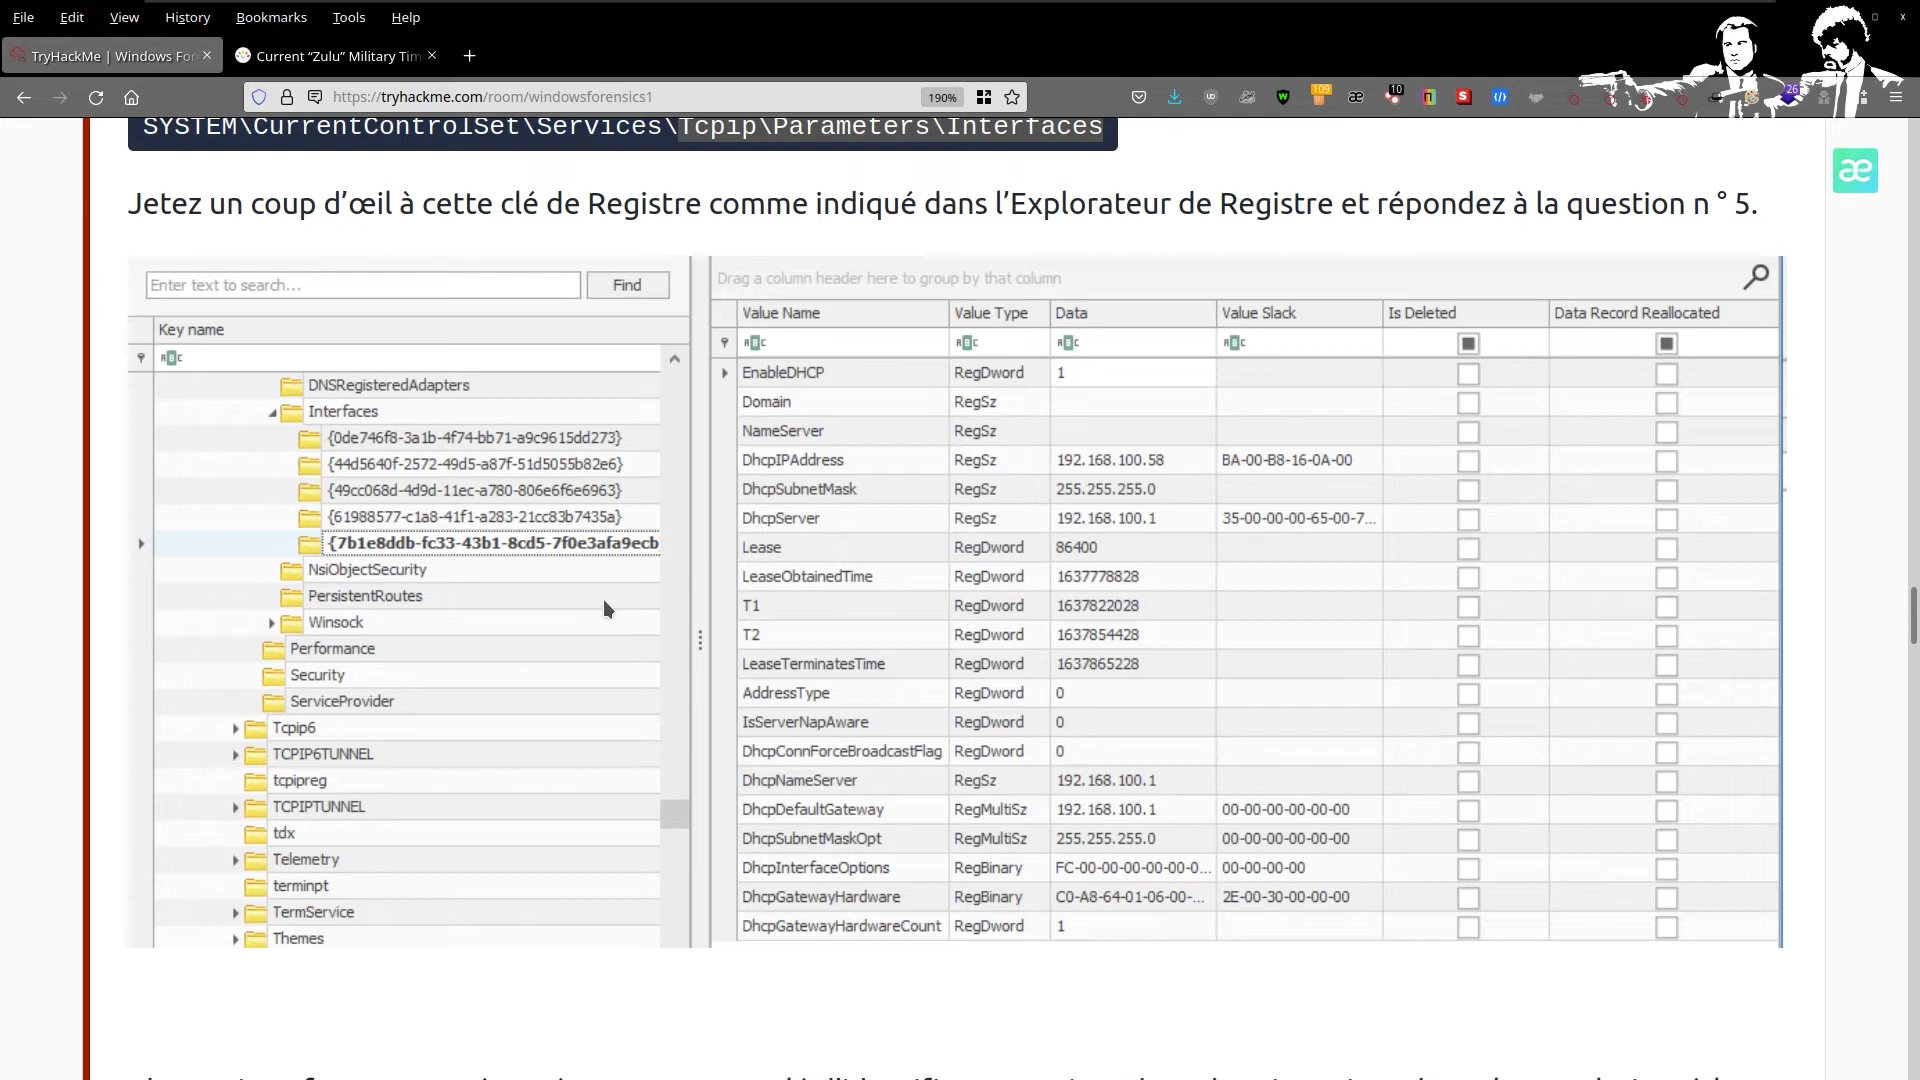 File Edit View History Bookmarks Tools Help
TryHackMe | Windows For
Current “Zulu” Military Tim
https://tryhackme.com/room/windowsforensics1
190%
109
10
26
SYSTEM\CurrentControlSet\Services\Tcpip\Parameters\Interfaces
Jetez un coup d’œil à cette clé de Registre comme indiqué dans l’Explorateur de Registre et répondez à la question n ° 5.
Enter text to search... Find
Key name
DNSRegisteredAdapters
Interfaces
{0de746f8-3a1b-4f74-bb71-a9c9615dd273}
{44d5640f-2572-49d5-a87f-51d5055b82e6}
{49cc068d-4d9d-11ec-a780-806e6f6e6963}
{61988577-c1a8-41f1-a283-21cc83b7435a}
{7b1e8ddb-fc33-43b1-8cd5-7f0e3afa9ecb
NsiObjectSecurity
PersistentRoutes
Winsock
Performance
Security
ServiceProvider
Tcpip6
TCPIP6TUNNEL
tcpipreg
TCPIPTUNNEL
tdx
Telemetry
terminpt
TermService
Themes
Drag a column header here to group by that column
Value Name Value Type Data Value Slack Is Deleted Data Record Reallocated
EnableDHCP RegDword 1
Domain RegSz
NameServer RegSz
DhcpIPAddress RegSz 192.168.100.58 BA-00-B8-16-0A-00
DhcpSubnetMask RegSz 255.255.255.0
DhcpServer RegSz 192.168.100.1 35-00-00-00-65-00-7...
Lease RegDword 86400
LeaseObtainedTime RegDword 1637778828
T1 RegDword 1637822028
T2 RegDword 1637854428
LeaseTerminatesTime RegDword 1637865228
AddressType RegDword 0
IsServerNapAware RegDword 0
DhcpConnForceBroadcastFlag RegDword 0
DhcpNameServer RegSz 192.168.100.1
DhcpDefaultGateway RegMultiSz 192.168.100.1 00-00-00-00-00-00
DhcpSubnetMaskOpt RegMultiSz 255.255.255.0 00-00-00-00-00-00
DhcpInterfaceOptions RegBinary FC-00-00-00-00-00-0... 00-00-00-00
DhcpGatewayHardware RegBinary C0-A8-64-01-06-00-... 2E-00-30-00-00-00
DhcpGatewayHardwareCount RegDword 1